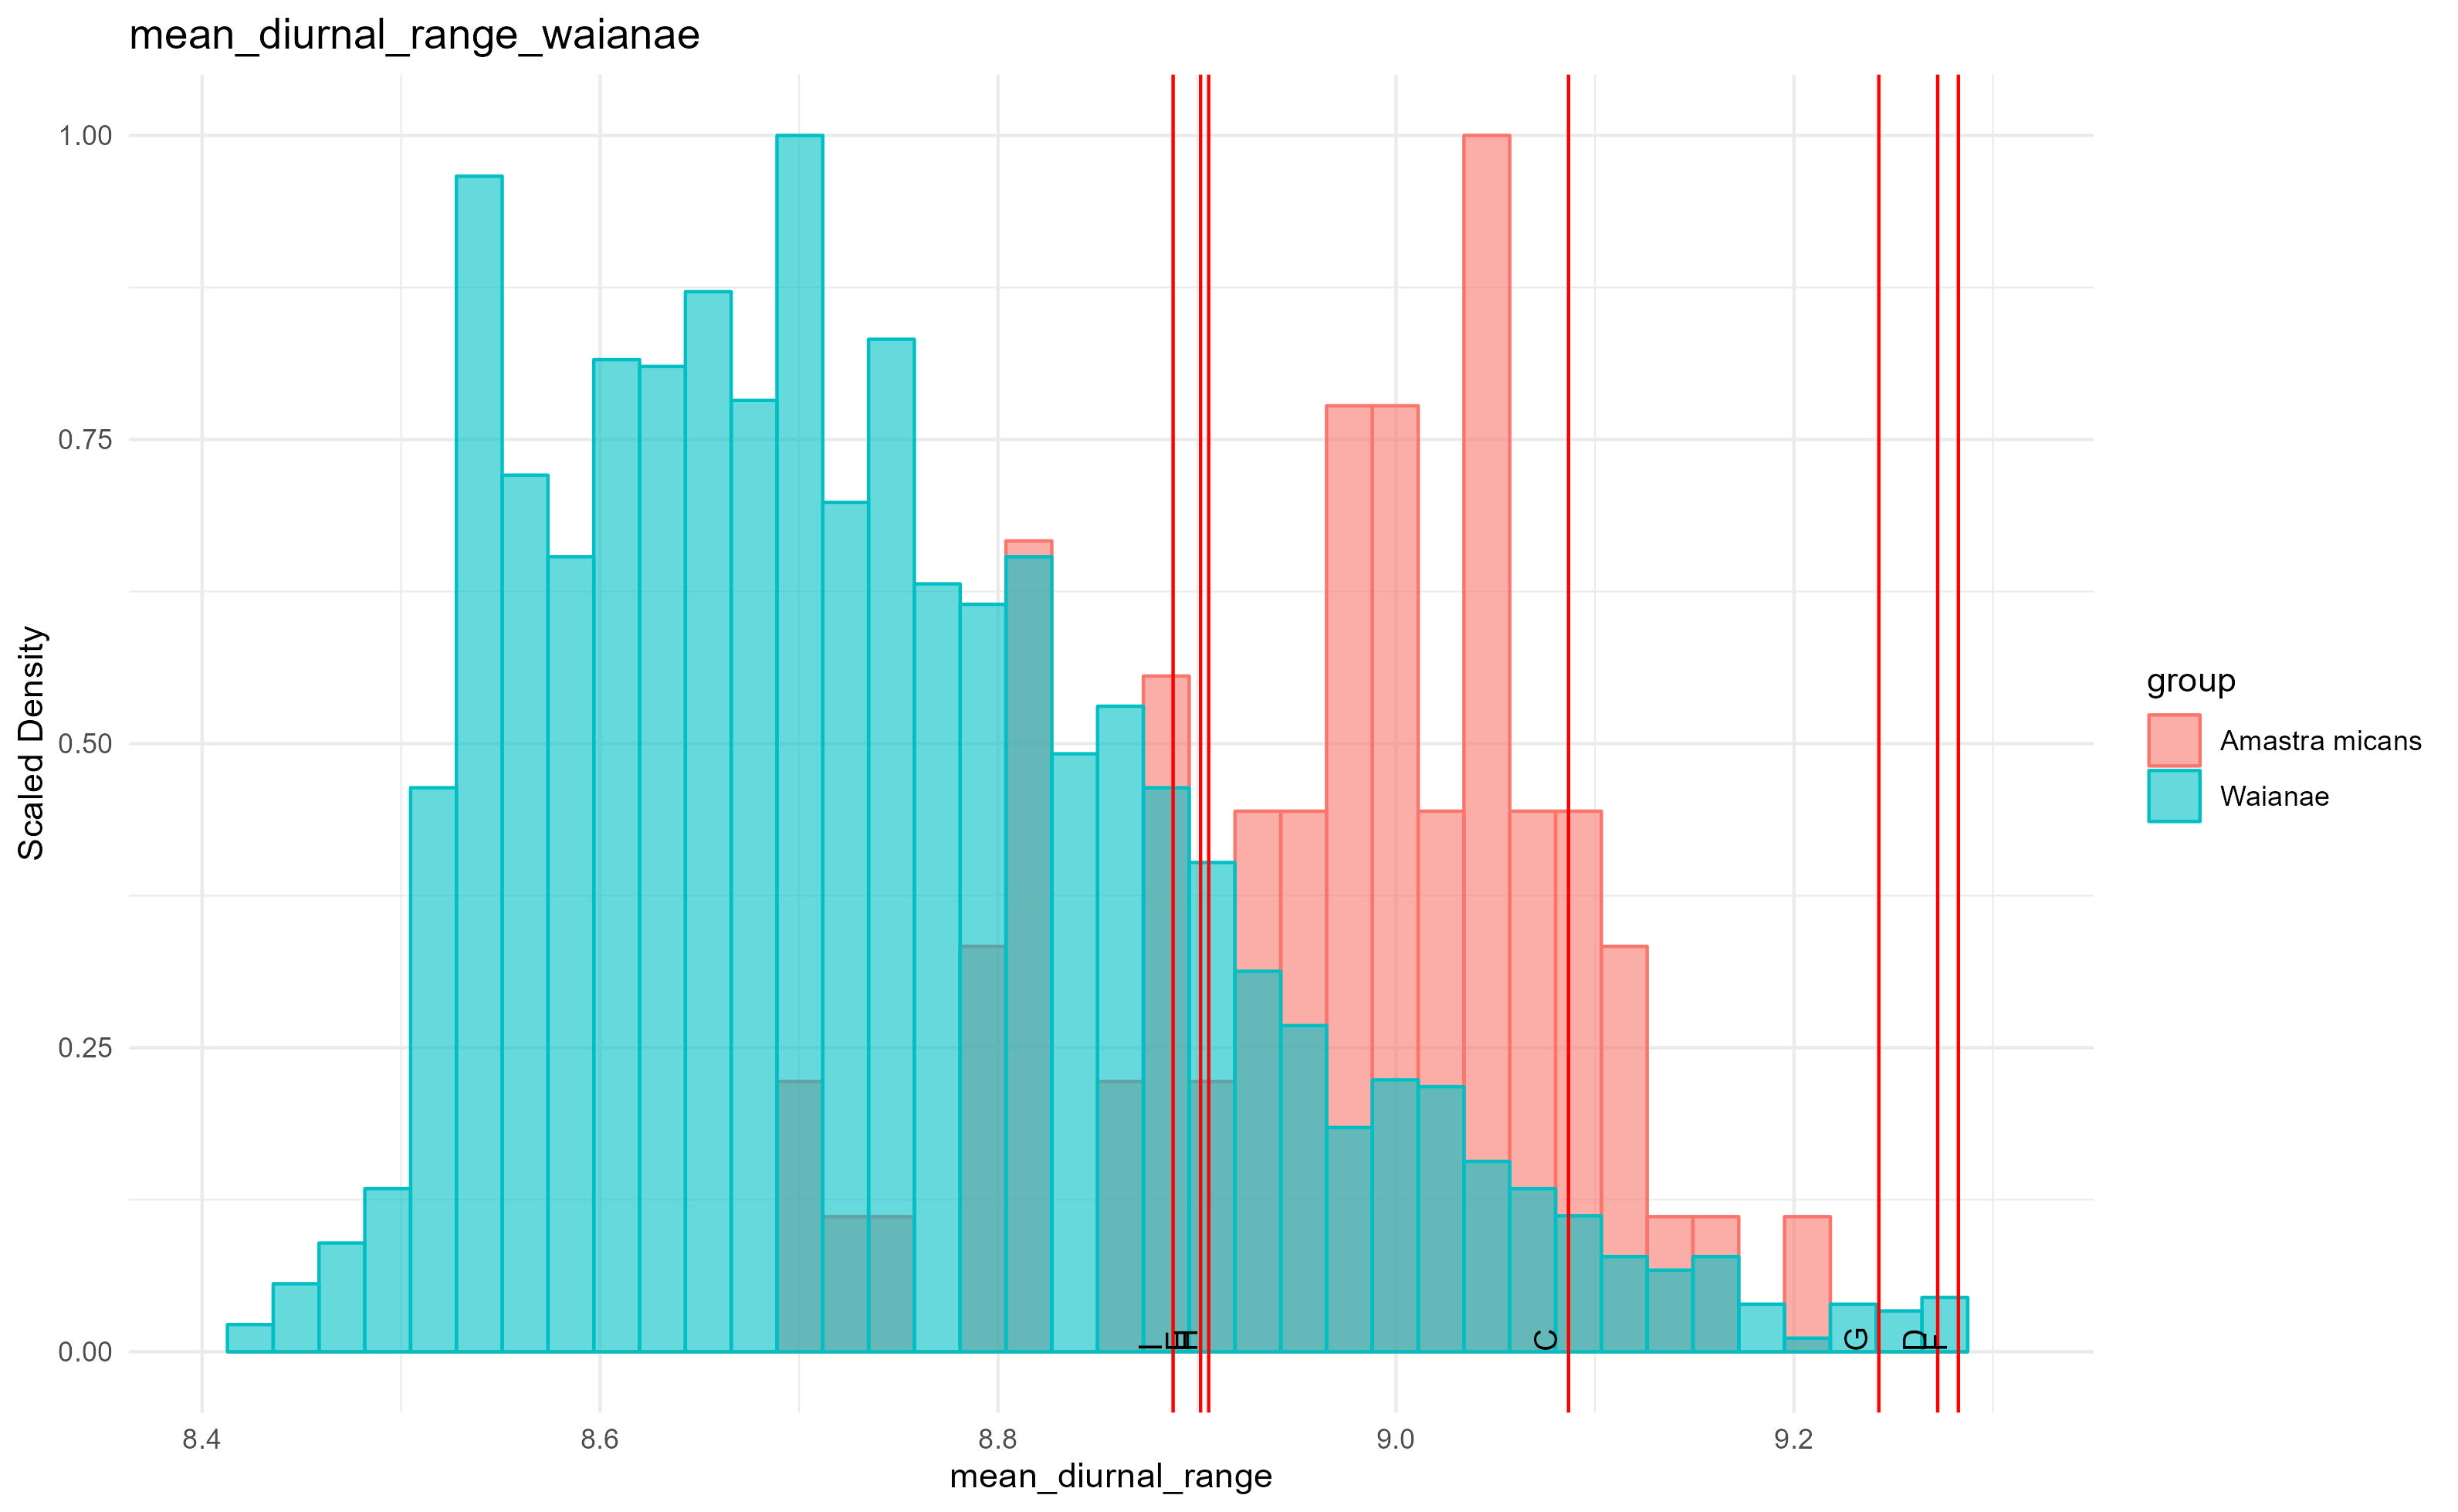 mean_diurnal_range_waianae
1.00
0.75
0.50
0.25
0.00
Scaled Density
I
E
H
C
G
D
F
8.4
8.6
8.8
9.0
9.2
mean_diurnal_range
group
Amastra micans
Waianae